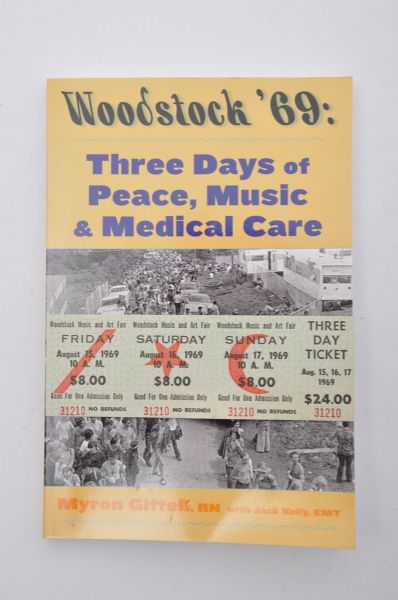 Woodstock '69:
Three Days of
Peace, Music
& Medical Care
Woodstock Music and Art Fair
FRIDAY
August 15, 1969
10 A. M.
$8.00
Good For One Admission Only
31210 NO REFUNDS
Woodstock Music and Art Fair
SATURDAY
August 16, 1969
10 A. M.
$8.00
Good For One Admission Only
31210 NO REFUNDS
Woodstock Music and Art Fair
SUNDAY
August 17, 1969
10 A. M.
$8.00
Good For One Admission Only
31210 NO REFUNDS
THREE
DAY
TICKET
Aug. 15, 16, 17
1969
$24.00
31210
Myron Gittell, RN with Jack Kelly, EMT